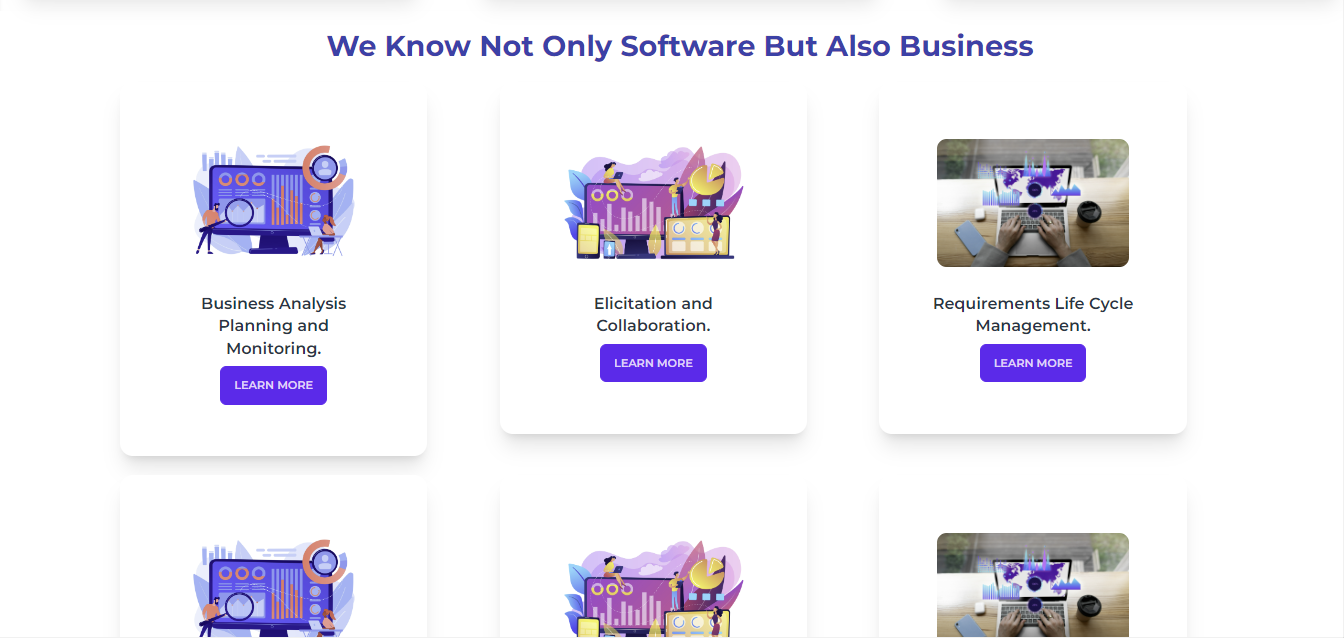 We Know Not Only Software But Also Business
Business Analysis
Planning and
Monitoring.
LEARN MORE
Elicitation and
Collaboration.
LEARN MORE
Requirements Life Cycle
Management.
LEARN MORE